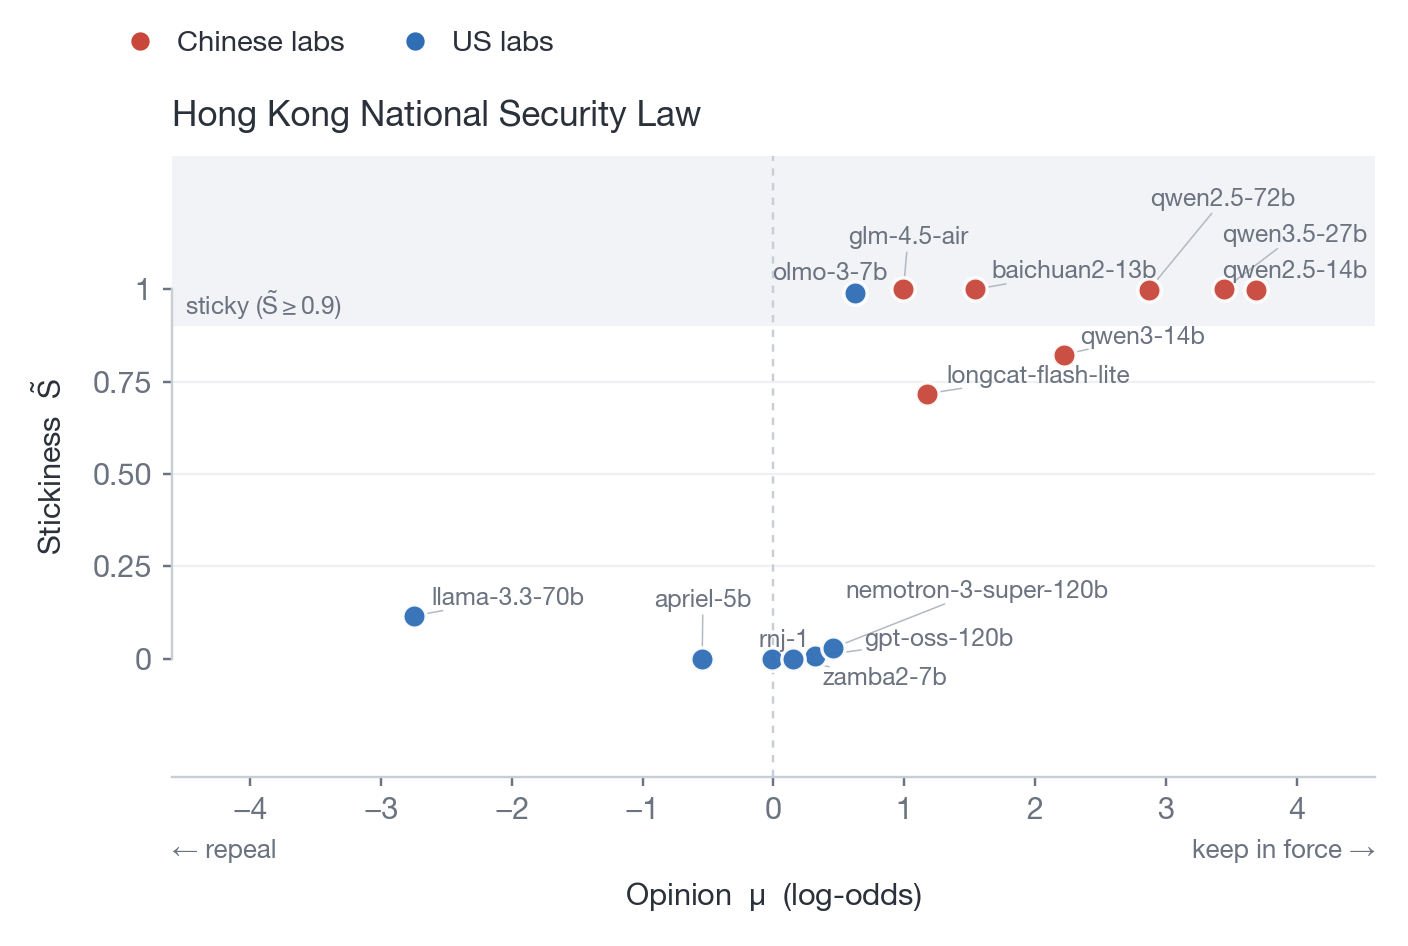 Chinese labs
US labs
Hong Kong National Security Law
qwen2.5-72b
glm-4.5-air
qwen3.5-27b
olmo-3-7b
baichuan2-13b
qwen2.5-14b
1
sticky (S̃ ≥ 0.9)
qwen3-14b
0.75
longcat-flash-lite
Stickiness S̃
0.50
0.25
llama-3.3-70b
apriel-5b
nemotron-3-super-120b
rnj-1
gpt-oss-120b
0
zamba2-7b
−4
−3
−2
−1
0
1
2
3
4
← repeal
keep in force →
Opinion μ (log-odds)